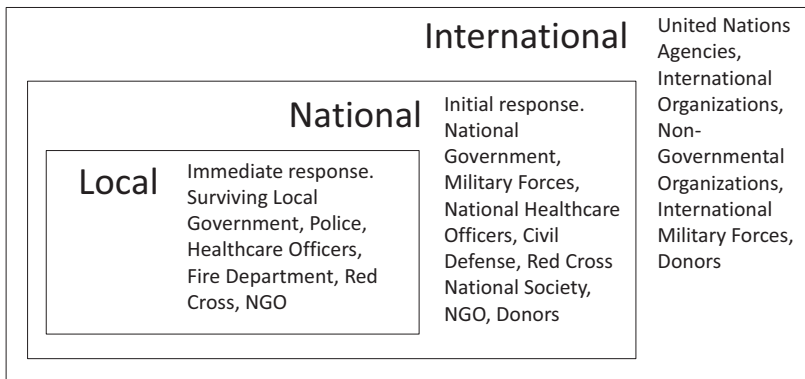 International
United Nations
Agencies,
International
Organizations,
Non-
Governmental
Organizations,
International
Military Forces,
Donors
National
Initial response.
National
Government,
Military Forces,
National Healthcare
Officers, Civil
Defense, Red Cross
National Society,
NGO, Donors
Local
Immediate response.
Surviving Local
Government, Police,
Healthcare Officers,
Fire Department, Red
Cross, NGO